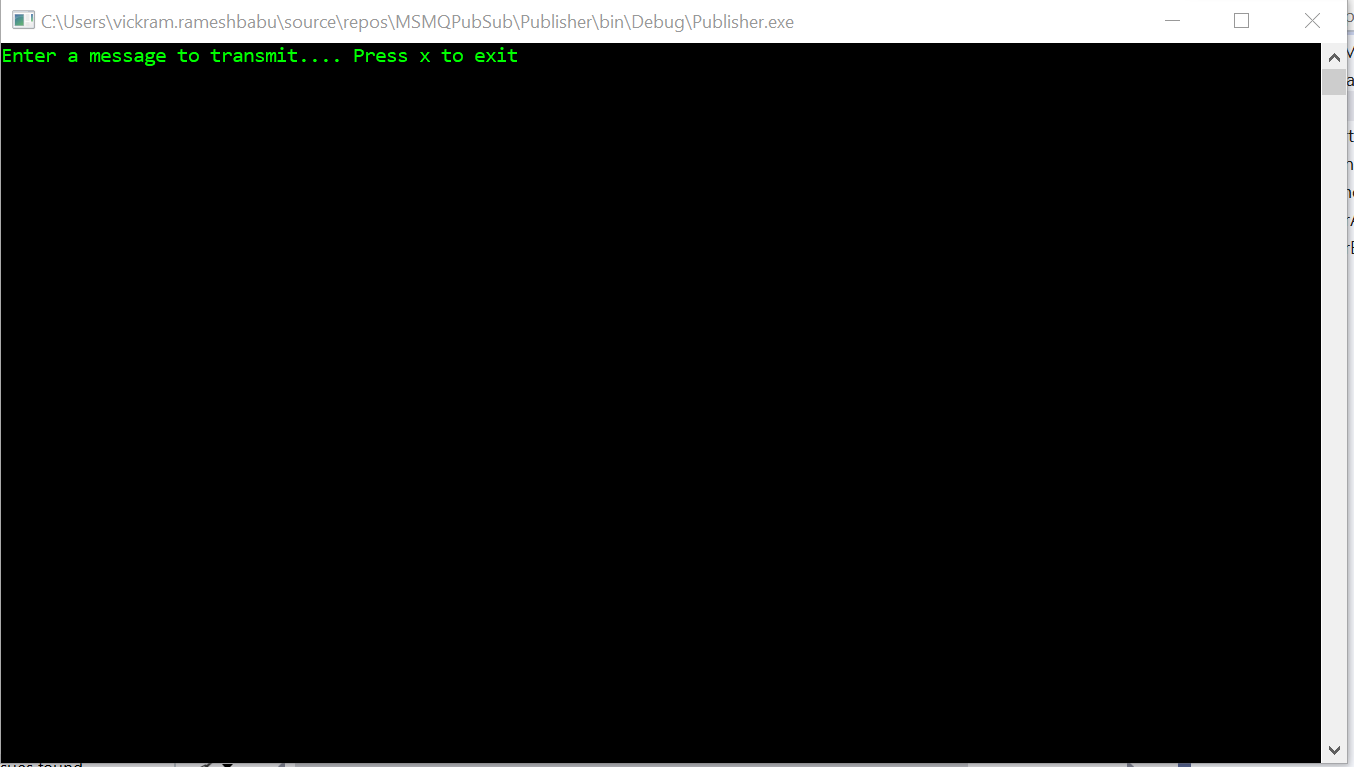 C:\Users\vickram.rameshbabu\source\repos\MSMQPubSub\Publisher\bin\Debug\Publisher.exe
Enter a message to transmit.... Press x to exit